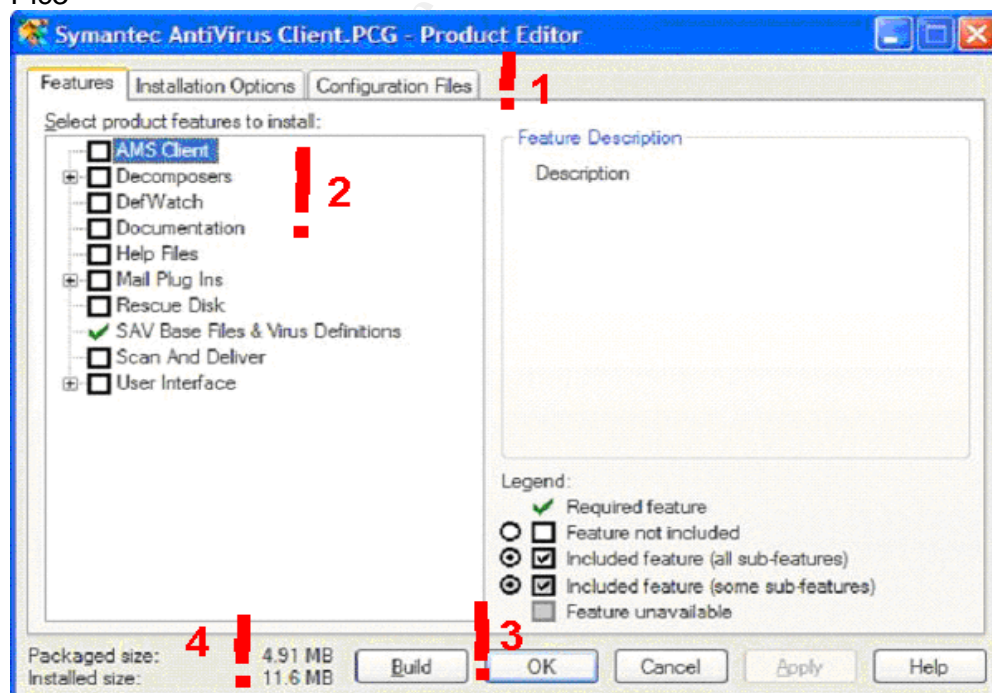 Symantec AntiVirus Client.PCG - Product Editor
Features Installation Options Configuration Files
! 1
Select product features to install:
AMS Client
Decomposers
DefWatch
Documentation
Help Files
Mail Plug Ins
Rescue Disk
SAV Base Files & Virus Definitions
Scan And Deliver
User Interface
! 2
Feature Description
Description
Legend:
Required feature
Feature not included
Included feature (all sub-features)
Included feature (some sub-features)
Feature unavailable
4 !
! 3
Packaged size: 4.91 MB
Installed size: 11.6 MB
Build OK Cancel Apply Help